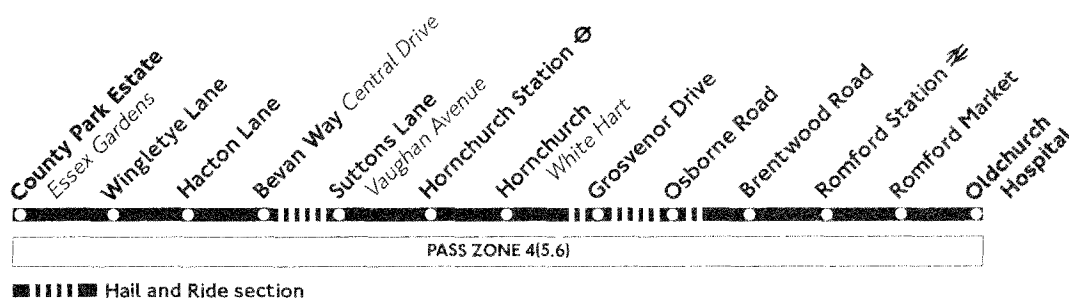 County Park Estate
Essex Gardens
Wingletye Lane
Hacton Lane
Bevan Way Central Drive
Suttons Lane
Vaughan Avenue
Hornchurch Station
Hornchurch
White Hart
Grosvenor Drive
Osborne Road
Brentwood Road
Romford Station
Romford Market
Oldchurch
Hospital
PASS ZONE 4(5.6)
Hail and Ride section